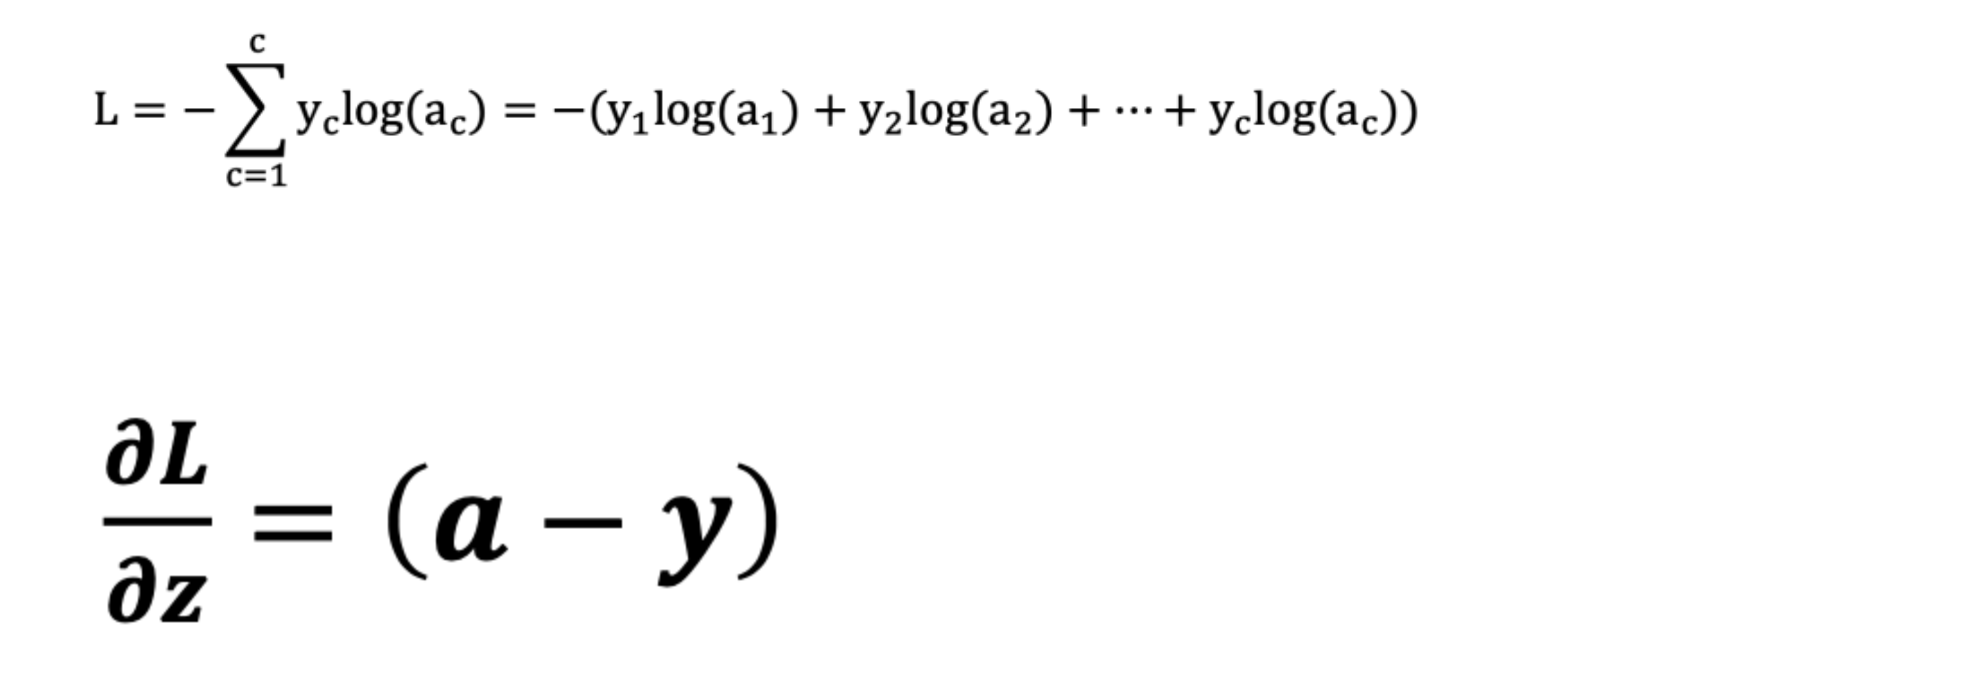 L = − ∑_{c=1}^{c} y_c log(a_c) = −(y_1 log(a_1) + y_2 log(a_2) + ⋯ + y_c log(a_c))
∂L/∂z = (a − y)